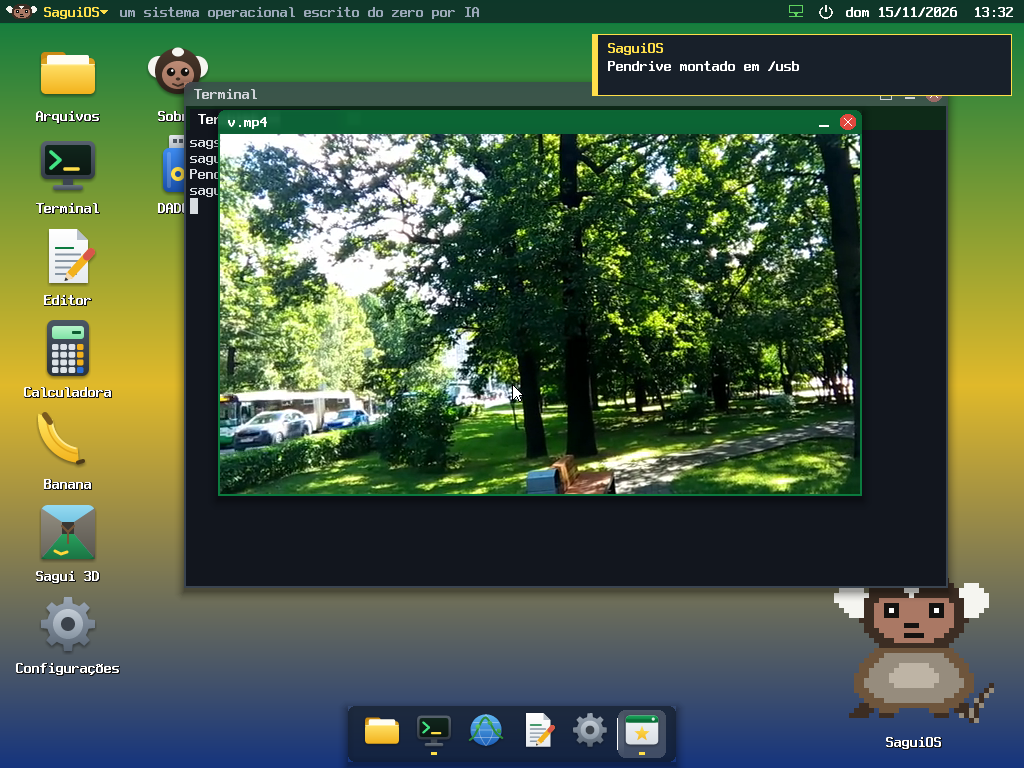 SaguiOS um sistema operacional escrito do zero por IA
dom 15/11/2026 13:32
SaguiOS
Pendrive montado em /usb
Terminal
v.mp4
Arquivos
Terminal
Editor
Calculadora
Banana
Sagui 3D
Configurações
SaguiOS